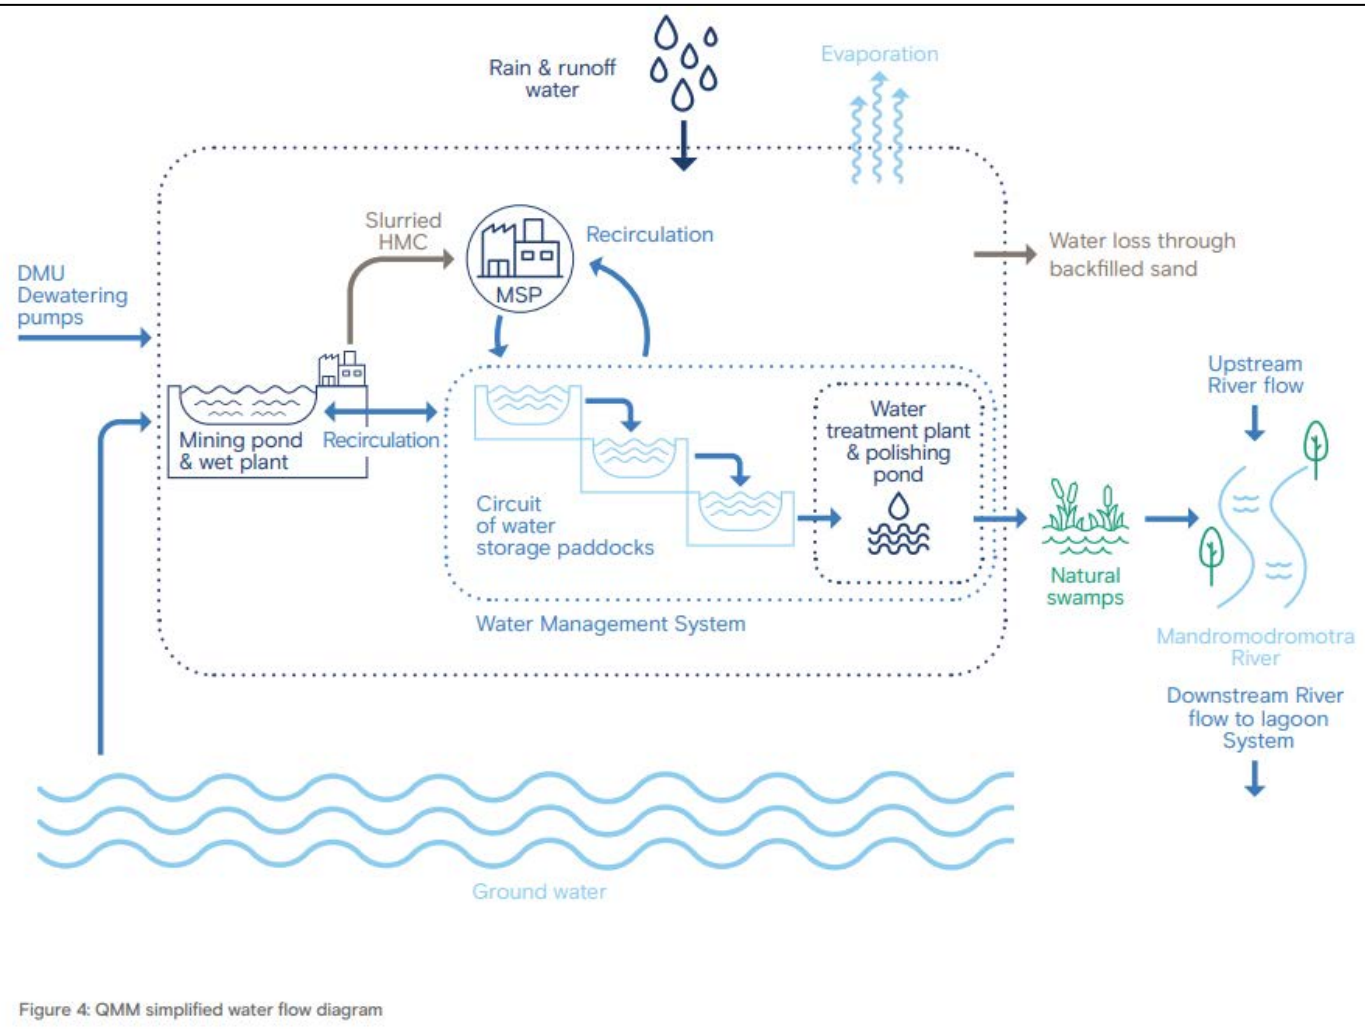 Rain & runoff
water
Evaporation
Slurried
HMC
Recirculation
MSP
Water loss through
backfilled sand
DMU
Dewatering
pumps
Upstream
River flow
Mining pond
& wet plant
Recirculation
Water
treatment plant
& polishing
pond
Circuit
of water
storage paddocks
Natural
swamps
Water Management System
Mandromodromotra
River
Downstream River
flow to lagoon
System
Ground water
Figure 4: QMM simplified water flow diagram